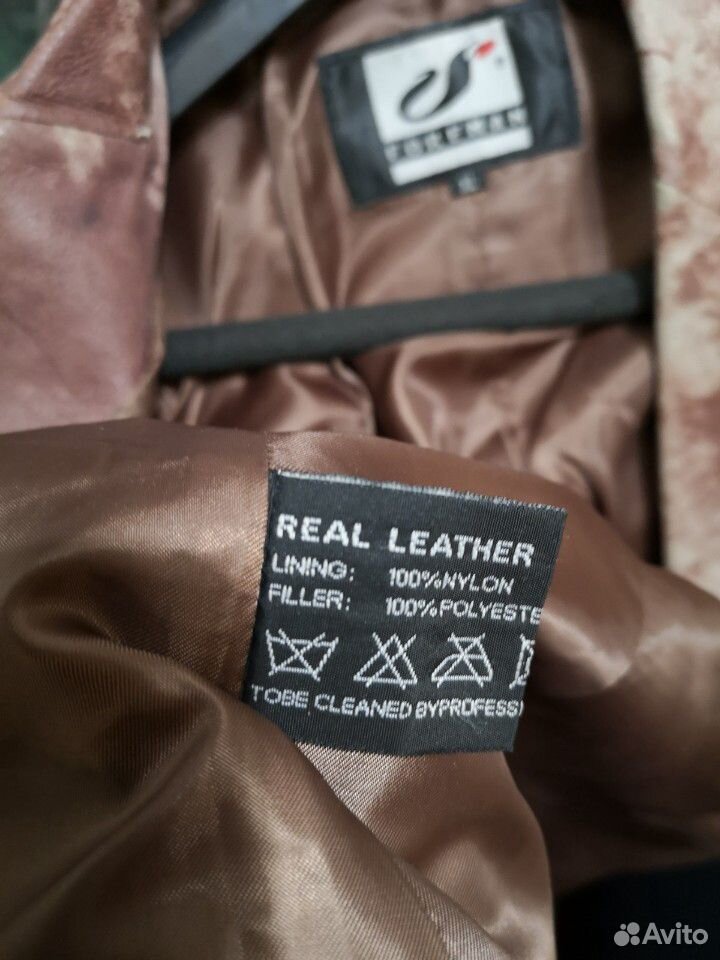 REAL LEATHER
LINING: 100%NYLON
FILLER: 100%POLYESTE
TOBE CLEANED BYPROFESS
Avito